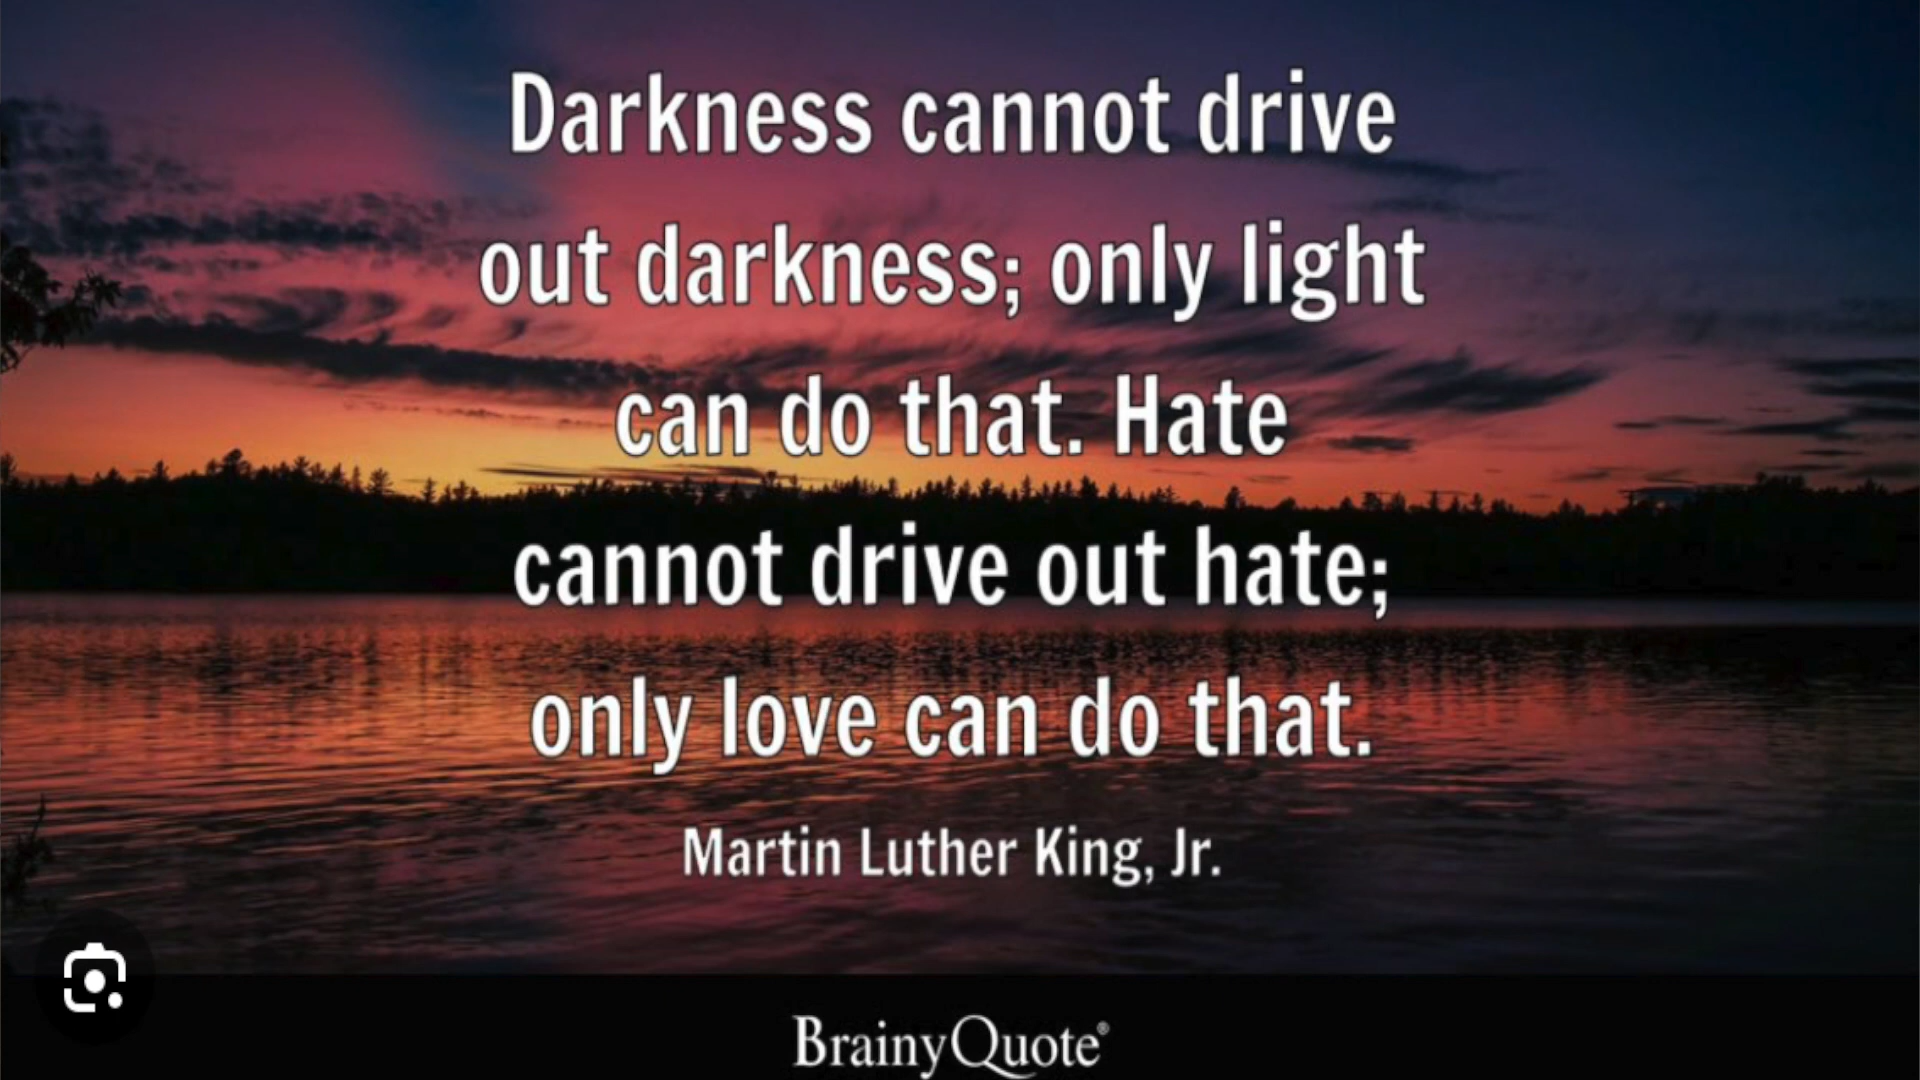 Darkness cannot drive
out darkness; only light
can do that. Hate
cannot drive out hate;
only love can do that.
Martin Luther King, Jr.
BrainyQuote®